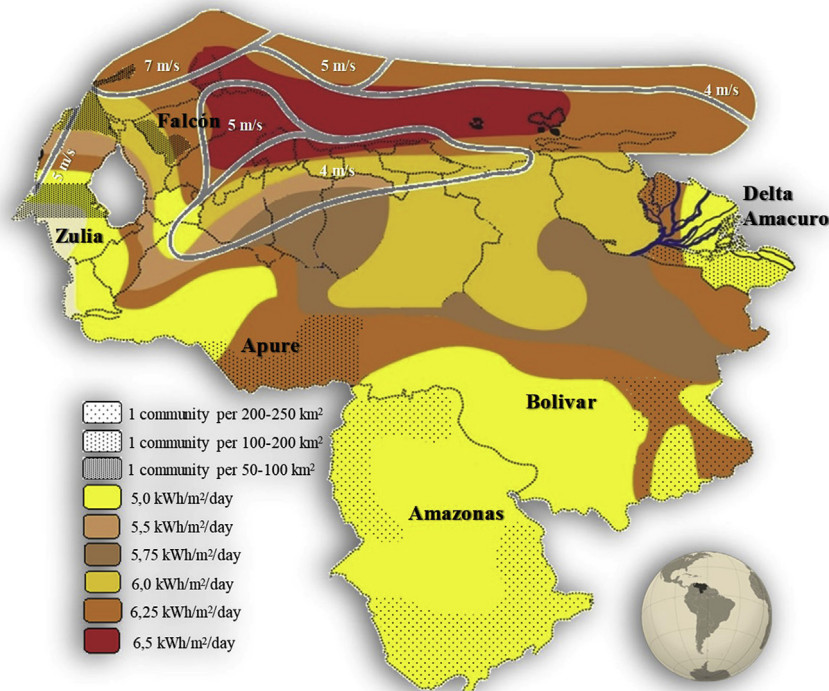 7 m/s
5 m/s
4 m/s
Falcón
5 m/s
5 m/s
4 m/s
Delta
Amacuro
Zulia
Apure
Bolivar
Amazonas
1 community per 200-250 km²
1 community per 100-200 km²
1 community per 50-100 km²
5,0 kWh/m²/day
5,5 kWh/m²/day
5,75 kWh/m²/day
6,0 kWh/m²/day
6,25 kWh/m²/day
6,5 kWh/m²/day